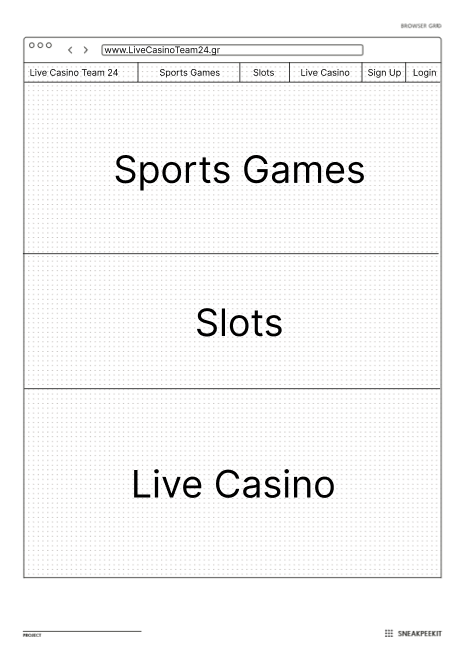 BROWSER GRID
www.LiveCasinoTeam24.gr
Live Casino Team 24 Sports Games Slots Live Casino Sign Up Login
Sports Games
Slots
Live Casino
PROJECT
SNEAKPEEKIT